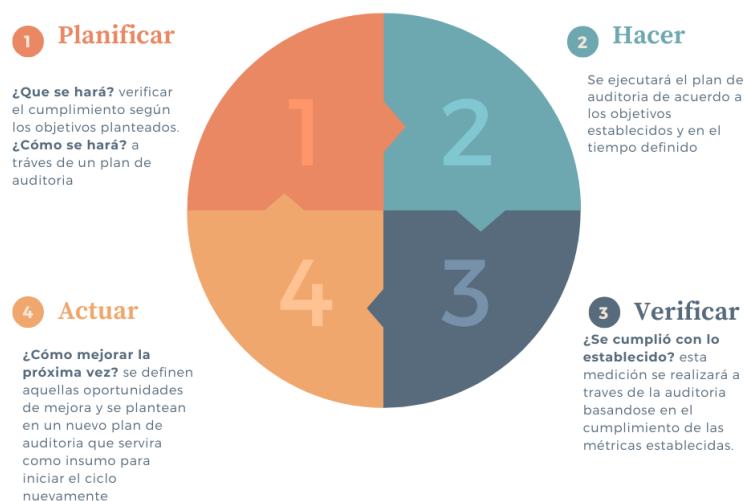 1 Planificar
¿Que se hará? verificar
el cumplimiento según
los objetivos planteados.
¿Cómo se hará? a
tráves de un plan de
auditoria
2 Hacer
Se ejecutará el plan de
auditoria de acuerdo a
los objetivos
establecidos y en el
tiempo definido
1
2
4
3
4 Actuar
¿Cómo mejorar la
próxima vez? se definen
aquellas oportunidades
de mejora y se plantean
en un nuevo plan de
auditoria que servira
como insumo para
iniciar el ciclo
nuevamente
3 Verificar
¿Se cumplió con lo
establecido? esta
medición se realizará a
traves de la auditoria
basandose en el
cumplimiento de las
métricas establecidas.